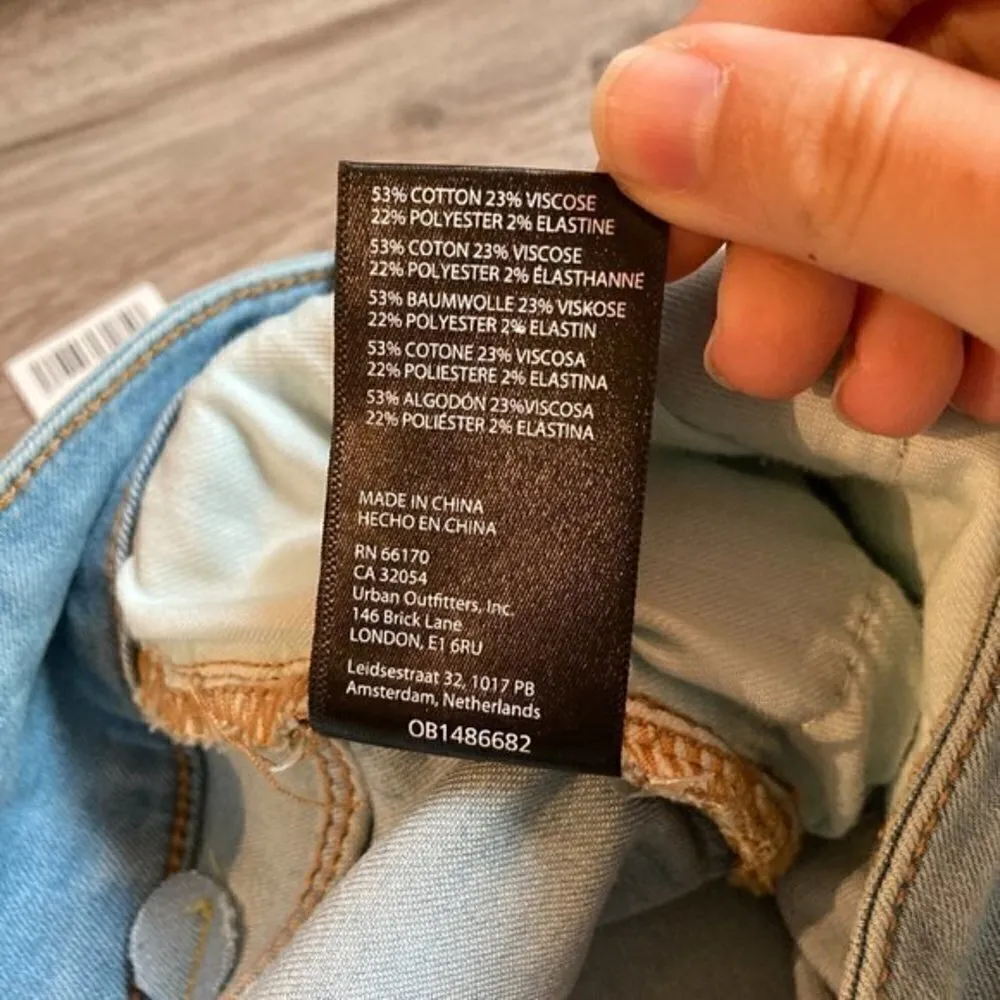 53% COTTON 23% VISCOSE
22% POLYESTER 2% ELASTINE
53% COTON 23% VISCOSE
22% POLYESTER 2% ÉLASTHANNE
53% BAUMWOLLE 23% VISKOSE
22% POLYESTER 2% ELASTIN
53% COTONE 23% VISCOSA
22% POLIESTERE 2% ELASTINA
53% ALGODÓN 23%VISCOSA
22% POLIÉSTER 2% ELASTINA
MADE IN CHINA
HECHO EN CHINA
RN 66170
CA 32054
Urban Outfitters, Inc.
146 Brick Lane
LONDON, E1 6RU
Leidsestraat 32, 1017 PB
Amsterdam, Netherlands
OB1486682